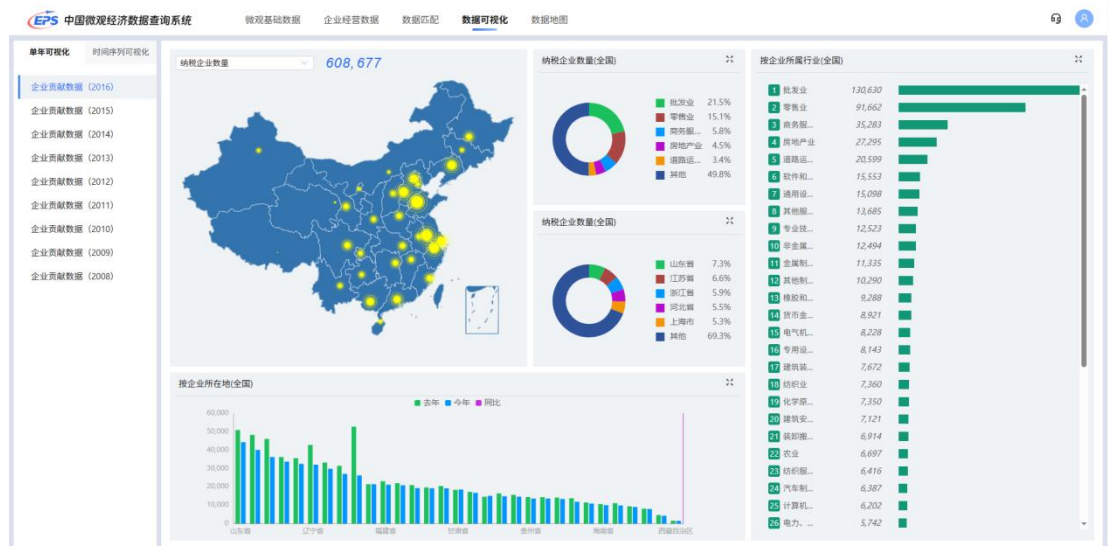 EPS 中国微观经济数据查询系统
微观基础数据 企业经营数据 数据匹配 数据可视化 数据地图
单年可视化 时间序列可视化
企业贡献数据（2016）
企业贡献数据（2015）
企业贡献数据（2014）
企业贡献数据（2013）
企业贡献数据（2012）
企业贡献数据（2011）
企业贡献数据（2010）
企业贡献数据（2009）
企业贡献数据（2008）
纳税企业数量 608,677
纳税企业数量(全国)
批发业 21.5%
零售业 15.1%
商务服... 5.8%
房地产业 4.5%
道路运... 3.4%
其他 49.8%
纳税企业数量(全国)
山东省 7.3%
江苏省 6.6%
浙江省 5.9%
河北省 5.5%
上海市 5.3%
其他 69.3%
按企业所在地(全国)
去年 今年 同比
60,000
50,000
40,000
30,000
20,000
10,000
0
山东省 辽宁省 福建省 甘肃省 贵州省 海南省 西藏自治区
按企业所属行业(全国)
1 批发业 130,630
2 零售业 91,662
3 商务服... 35,283
4 房地产业 27,295
5 道路运... 20,599
6 软件和... 15,553
7 通用设... 15,098
8 其他服... 13,685
9 专业技... 12,523
10 非金属... 12,494
11 金属制... 11,335
12 其他制... 10,290
13 橡胶和... 9,288
14 货币金... 8,921
15 电气机... 8,228
16 专用设... 8,143
17 建筑装... 7,672
18 纺织业 7,360
19 化学原... 7,350
20 建筑安... 7,121
21 装卸搬... 6,914
22 农业 6,697
23 纺织服... 6,416
24 汽车制... 6,387
25 计算机... 6,202
26 电力、... 5,742